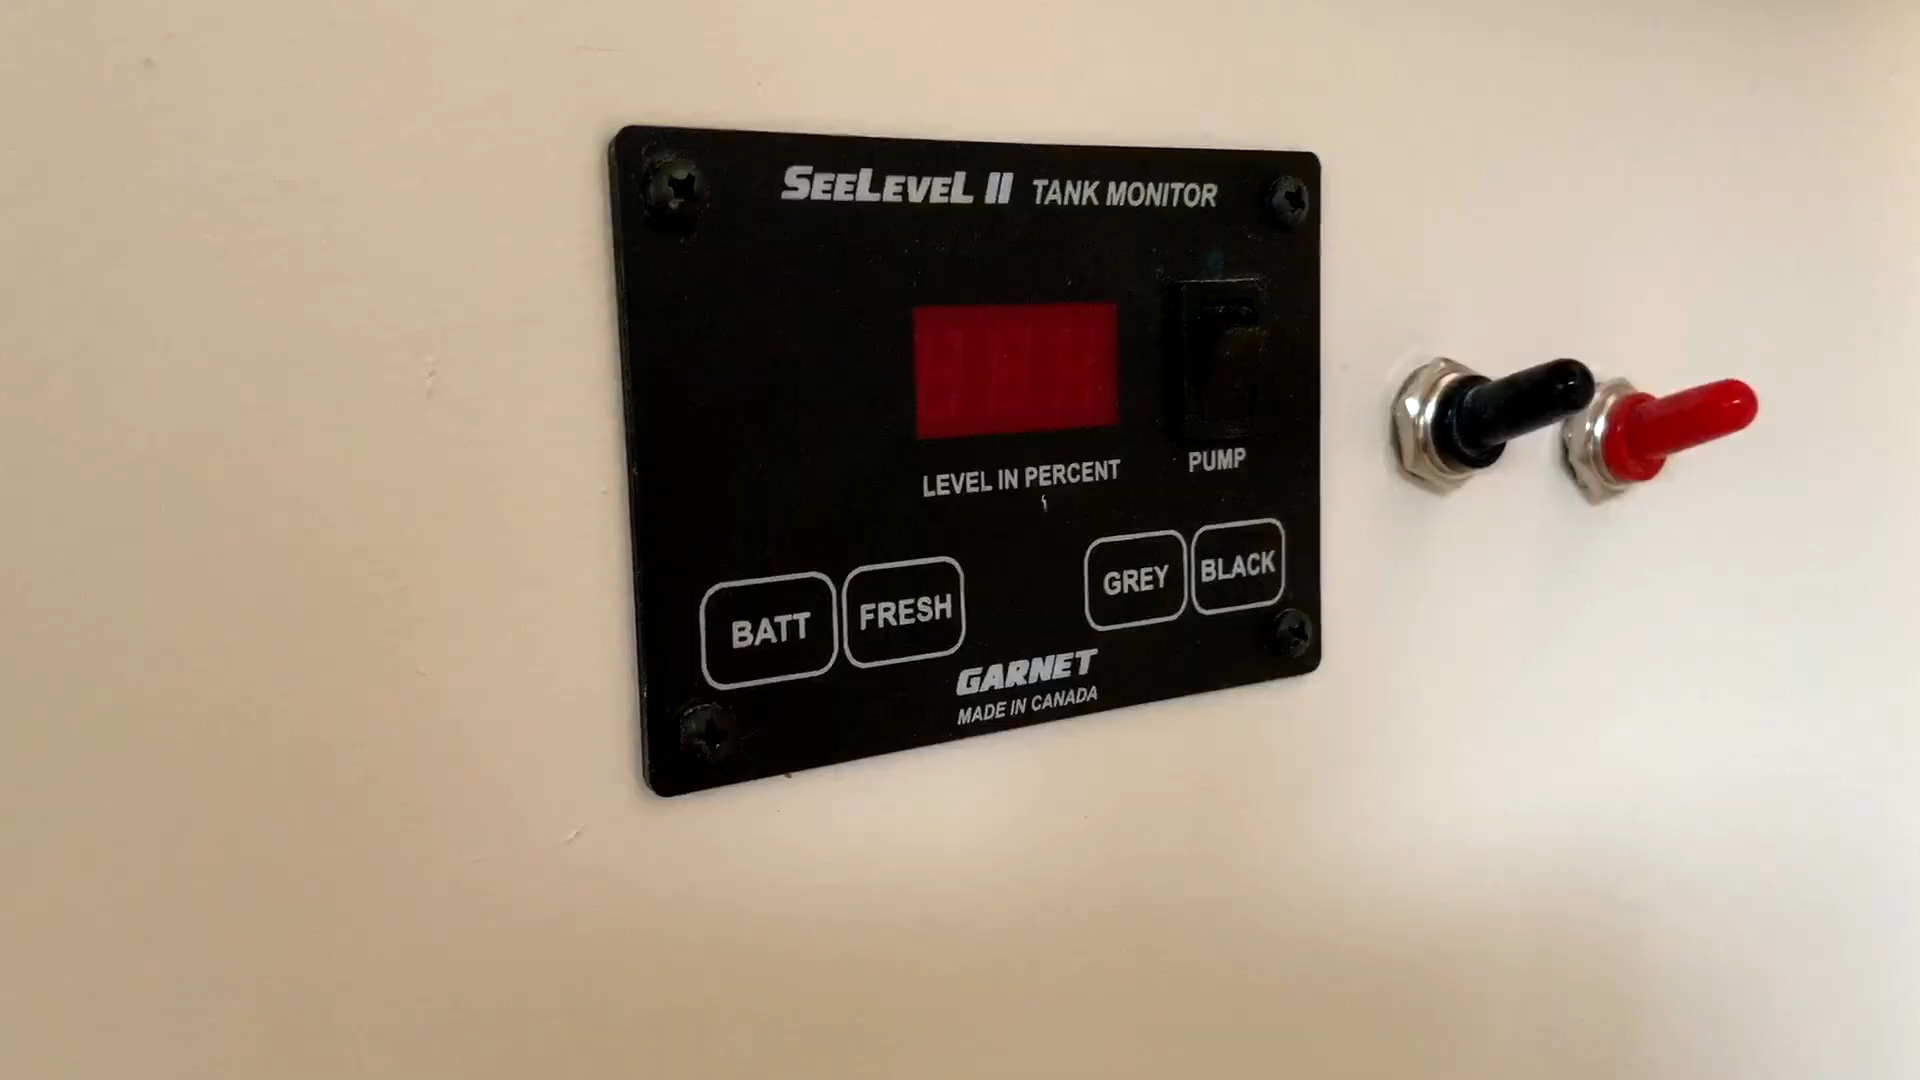 SEELEVEL II TANK MONITOR
LEVEL IN PERCENT
PUMP
BATT
FRESH
GREY
BLACK
GARNET
MADE IN CANADA